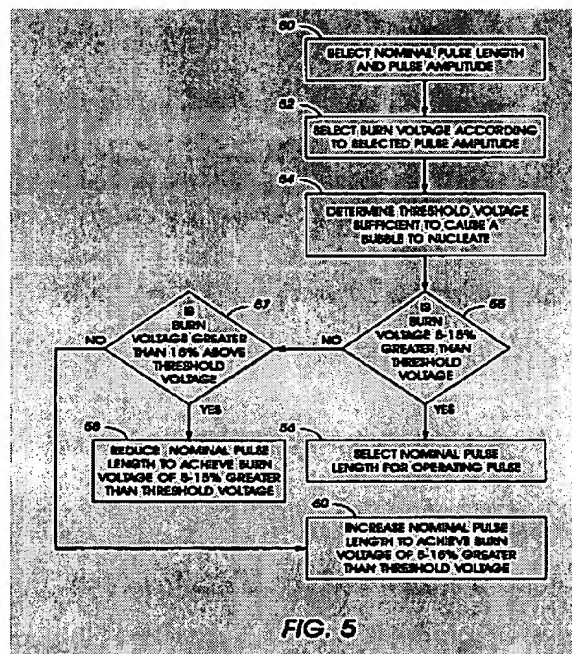 50
SELECT NOMINAL PULSE LENGTH
AND PULSE AMPLITUDE
52
SELECT BURN VOLTAGE ACCORDING
TO SELECTED PULSE AMPLITUDE
54
DETERMINE THRESHOLD VOLTAGE
SUFFICIENT TO CAUSE A
BUBBLE TO NUCLEATE
57
IS
BURN
VOLTAGE GREATER
THAN 15% ABOVE
THRESHOLD
VOLTAGE
NO
YES
55
IS
BURN
VOLTAGE 5-15%
GREATER THAN
THRESHOLD
VOLTAGE
NO
YES
58
REDUCE NOMINAL PULSE
LENGTH TO ACHIEVE BURN
VOLTAGE OF 5-15% GREATER
THAN THRESHOLD VOLTAGE
56
SELECT NOMINAL PULSE
LENGTH FOR OPERATING PULSE
60
INCREASE NOMINAL PULSE
LENGTH TO ACHIEVE BURN
VOLTAGE OF 5-15% GREATER
THAN THRESHOLD VOLTAGE
FIG. 5